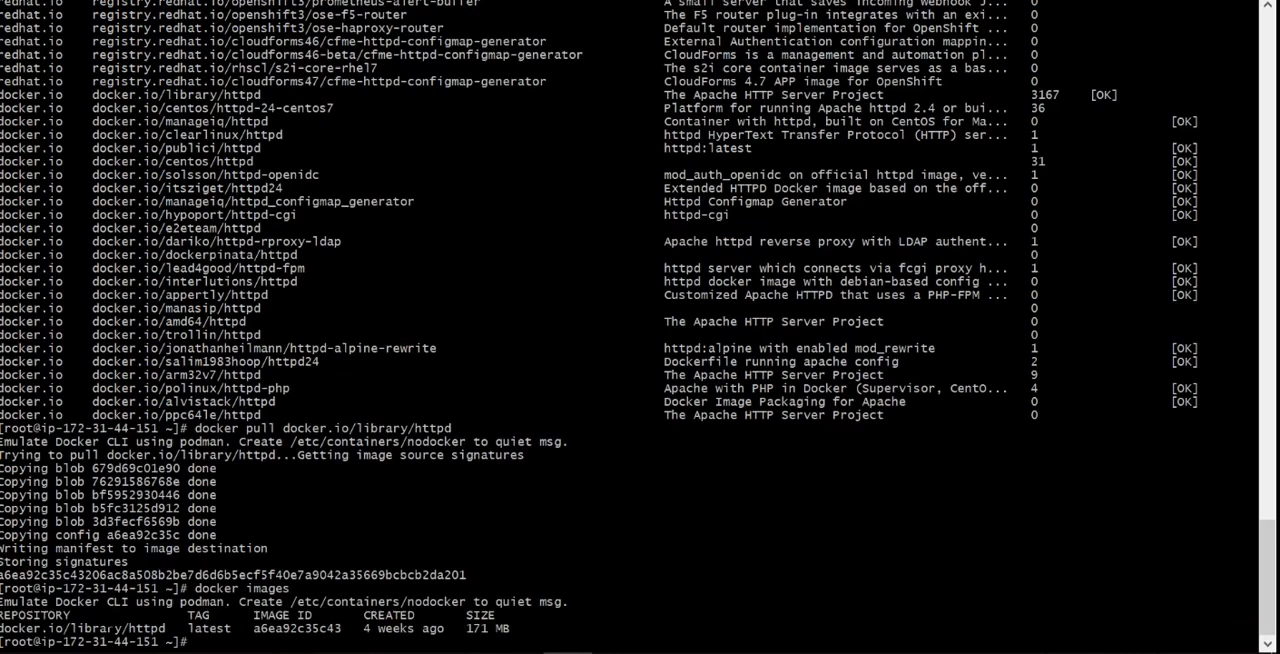 redhat.io    registry.redhat.io/openshift3/prometheus-alert-buffer    A small server that saves incoming webhook J...    0
redhat.io    registry.redhat.io/openshift3/ose-f5-router    The F5 router plug-in integrates with an exi...    0
redhat.io    registry.redhat.io/openshift3/ose-haproxy-router    Default router implementation for OpenShift ...    0
redhat.io    registry.redhat.io/cloudforms46/cfme-httpd-configmap-generator    External Authentication configuration mappin...    0
redhat.io    registry.redhat.io/cloudforms46-beta/cfme-httpd-configmap-generator    CloudForms is a management and automation pl...    0
redhat.io    registry.redhat.io/rhscl/s2i-core-rhel7    The s2i core container image serves as a bas...    0
redhat.io    registry.redhat.io/cloudforms47/cfme-httpd-configmap-generator    CloudForms 4.7 APP image for OpenShift    0
docker.io    docker.io/library/httpd    The Apache HTTP Server Project    3167    [OK]
docker.io    docker.io/centos/httpd-24-centos7    Platform for running Apache httpd 2.4 or bui...    36
docker.io    docker.io/manageiq/httpd    Container with httpd, built on CentOS for Ma...    0    [OK]
docker.io    docker.io/clearlinux/httpd    httpd HyperText Transfer Protocol (HTTP) ser...    1
docker.io    docker.io/publici/httpd    httpd:latest    1    [OK]
docker.io    docker.io/centos/httpd    31    [OK]
docker.io    docker.io/solsson/httpd-openidc    mod_auth_openidc on official httpd image, ve...    1    [OK]
docker.io    docker.io/itsziget/httpd24    Extended HTTPD Docker image based on the off...    0    [OK]
docker.io    docker.io/manageiq/httpd_configmap_generator    Httpd Configmap Generator    0    [OK]
docker.io    docker.io/hypoport/httpd-cgi    httpd-cgi    0    [OK]
docker.io    docker.io/e2eteam/httpd    0
docker.io    docker.io/dariko/httpd-rproxy-ldap    Apache httpd reverse proxy with LDAP authent...    1    [OK]
docker.io    docker.io/dockerpinata/httpd    0
docker.io    docker.io/lead4good/httpd-fpm    httpd server which connects via fcgi proxy h...    1    [OK]
docker.io    docker.io/interlutions/httpd    httpd docker image with debian-based config ...    0    [OK]
docker.io    docker.io/appertly/httpd    Customized Apache HTTPD that uses a PHP-FPM ...    0    [OK]
docker.io    docker.io/manasip/httpd    0
docker.io    docker.io/amd64/httpd    The Apache HTTP Server Project    0
docker.io    docker.io/trollin/httpd    0
docker.io    docker.io/jonathanheilmann/httpd-alpine-rewrite    httpd:alpine with enabled mod_rewrite    1    [OK]
docker.io    docker.io/salim1983hoop/httpd24    Dockerfile running apache config    2    [OK]
docker.io    docker.io/arm32v7/httpd    The Apache HTTP Server Project    9
docker.io    docker.io/polinux/httpd-php    Apache with PHP in Docker (Supervisor, CentO...    4    [OK]
docker.io    docker.io/alvistack/httpd    Docker Image Packaging for Apache    0    [OK]
docker.io    docker.io/ppc64le/httpd    The Apache HTTP Server Project    0
[root@ip-172-31-44-151 ~]# docker pull docker.io/library/httpd
Emulate Docker CLI using podman. Create /etc/containers/nodocker to quiet msg.
Trying to pull docker.io/library/httpd...Getting image source signatures
Copying blob 679d69c01e90 done
Copying blob 76291586768e done
Copying blob bf5952930446 done
Copying blob b5fc3125d912 done
Copying blob 3d3fecf6569b done
Copying config a6ea92c35c done
Writing manifest to image destination
Storing signatures
a6ea92c35c43206ac8a508b2be7d6d6b5ecf5f40e7a9042a35669bcbcb2da201
[root@ip-172-31-44-151 ~]# docker images
Emulate Docker CLI using podman. Create /etc/containers/nodocker to quiet msg.
REPOSITORY    TAG    IMAGE ID    CREATED    SIZE
docker.io/library/httpd    latest    a6ea92c35c43    4 weeks ago    171 MB
[root@ip-172-31-44-151 ~]#